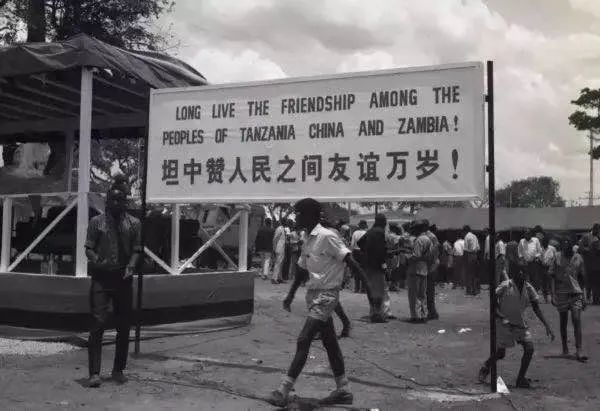 LONG LIVE THE FRIENDSHIP AMONG THE
PEOPLES OF TANZANIA CHINA AND ZAMBIA!
坦中赞人民之间友谊万岁!